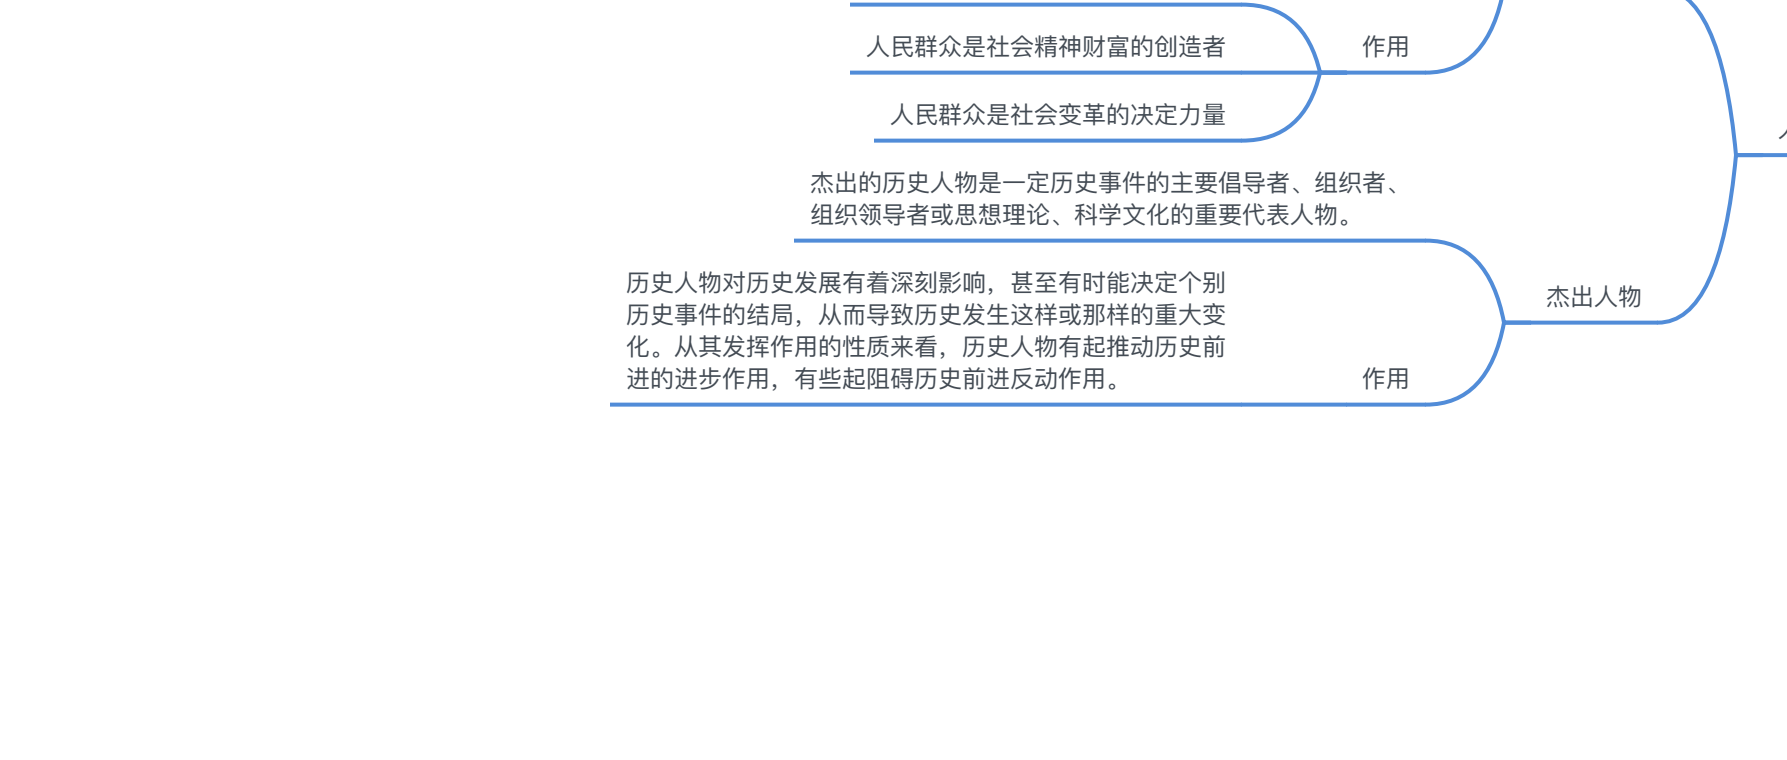 人民群众是社会精神财富的创造者
作用
人民群众是社会变革的决定力量
杰出的历史人物是一定历史事件的主要倡导者、组织者、
组织领导者或思想理论、科学文化的重要代表人物。
历史人物对历史发展有着深刻影响，甚至有时能决定个别
历史事件的结局，从而导致历史发生这样或那样的重大变
化。从其发挥作用的性质来看，历史人物有起推动历史前
进的进步作用，有些起阻碍历史前进反动作用。
作用
杰出人物